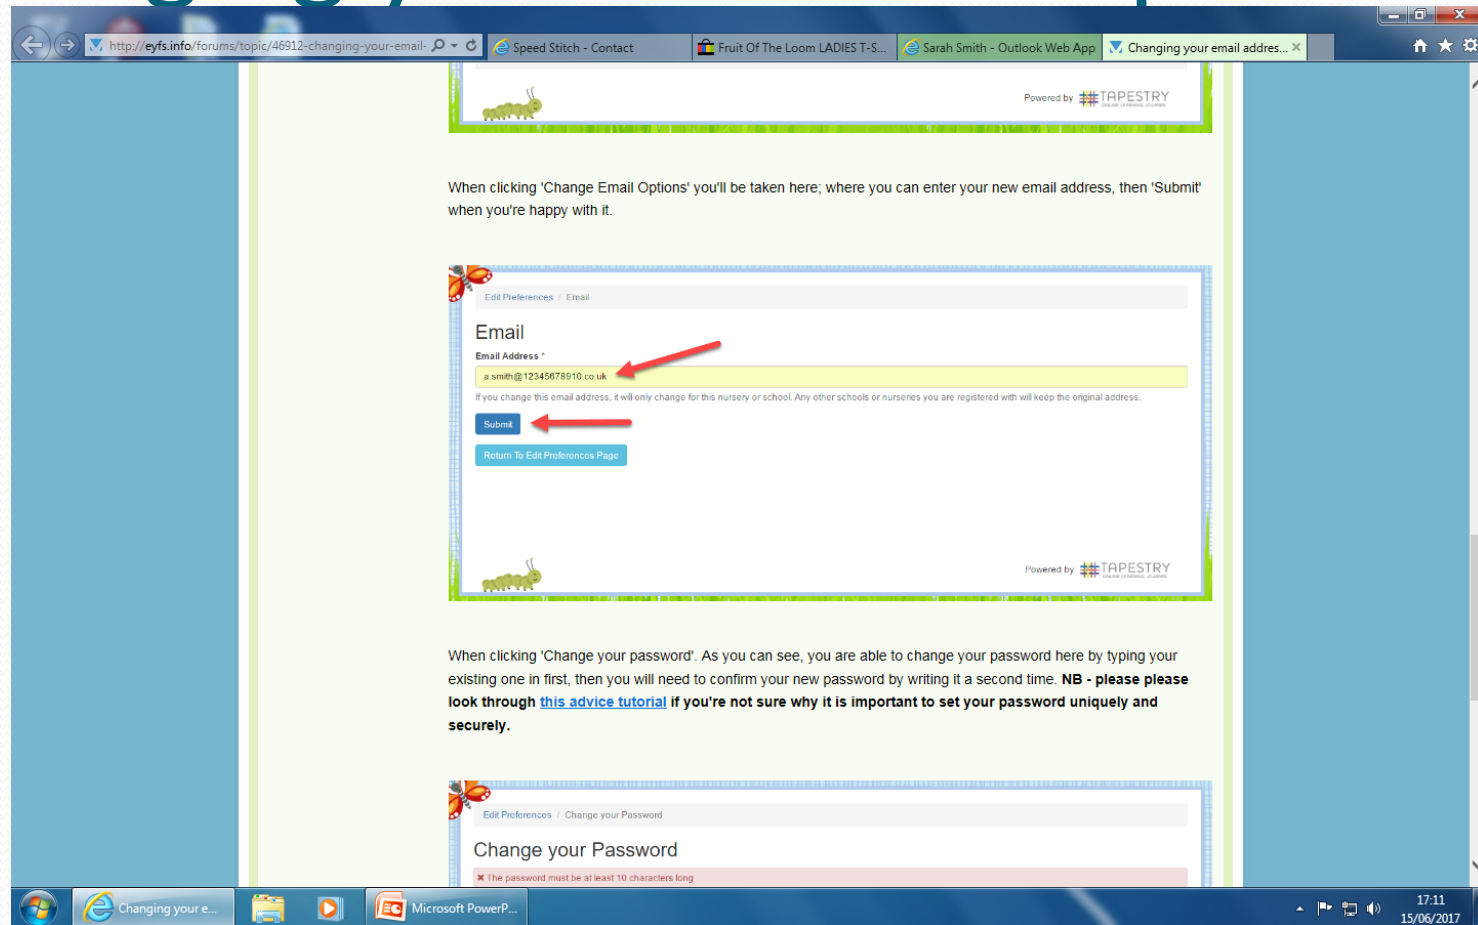 http://eyfs.info/forums/topic/46912-changing-your-email-
Speed Stitch - Contact
Fruit Of The Loom LADIES T-S...
Sarah Smith - Outlook Web App
Changing your email addres...
Powered by TAPESTRY
ONLINE LEARNING JOURNAL
When clicking 'Change Email Options' you'll be taken here; where you can enter your new email address, then 'Submit'
when you're happy with it.
Edit Preferences / Email
Email
Email Address *
a.smith@12345678910.co.uk
If you change this email address, it will only change for this nursery or school. Any other schools or nurseries you are registered with will keep the original address.
Submit
Return To Edit Preferences Page
Powered by TAPESTRY
ONLINE LEARNING JOURNAL
When clicking 'Change your password'. As you can see, you are able to change your password here by typing your
existing one in first, then you will need to confirm your new password by writing it a second time. NB - please please
look through this advice tutorial if you're not sure why it is important to set your password uniquely and
securely.
Edit Preferences / Change your Password
Change your Password
✖ The password must be at least 10 characters long
Changing your e...
Microsoft PowerP...
17:11
15/06/2017